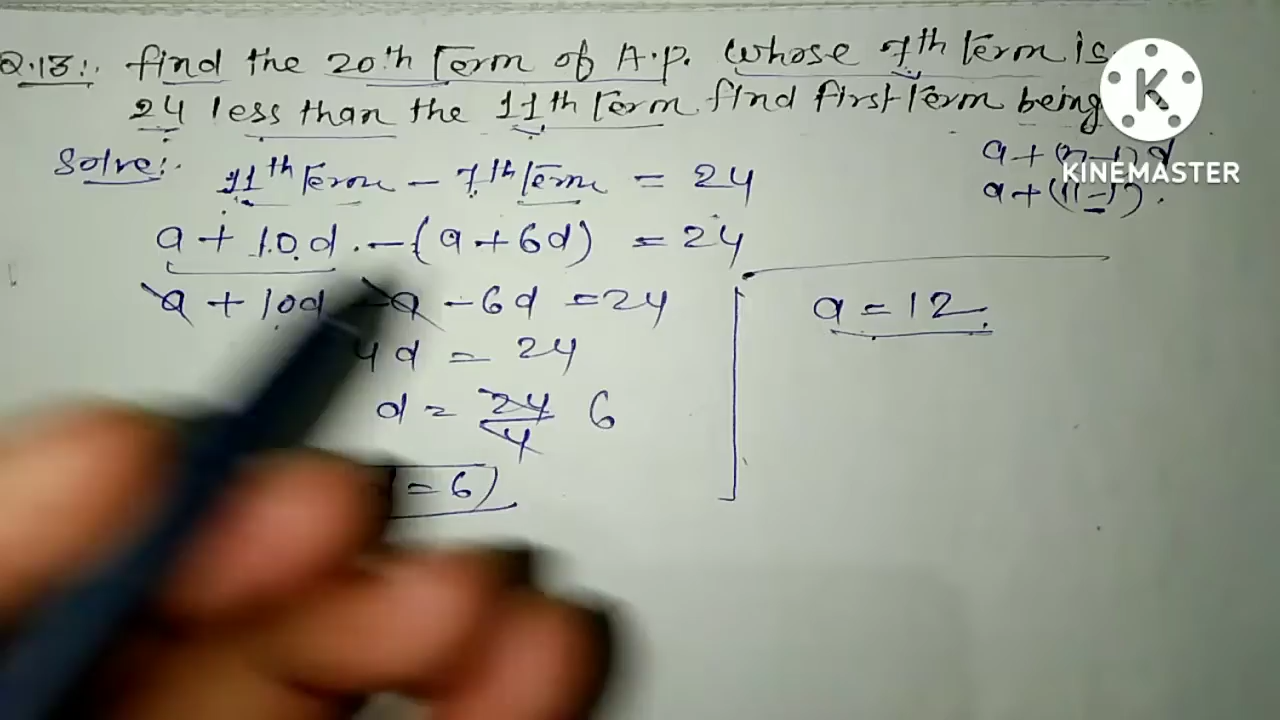 Q.13:. find the 20th Term of A.P. whose 7th term is
24 less than the 11th term find first term being
Solve:. 11th term - 7th term = 24
a + 10d - (a + 6d) = 24
a + 10d - a - 6d = 24
4d = 24
d = 24/4 6
= 6
a = 12
a + (n-1)d
a + (11-1).
K
KINEMASTER